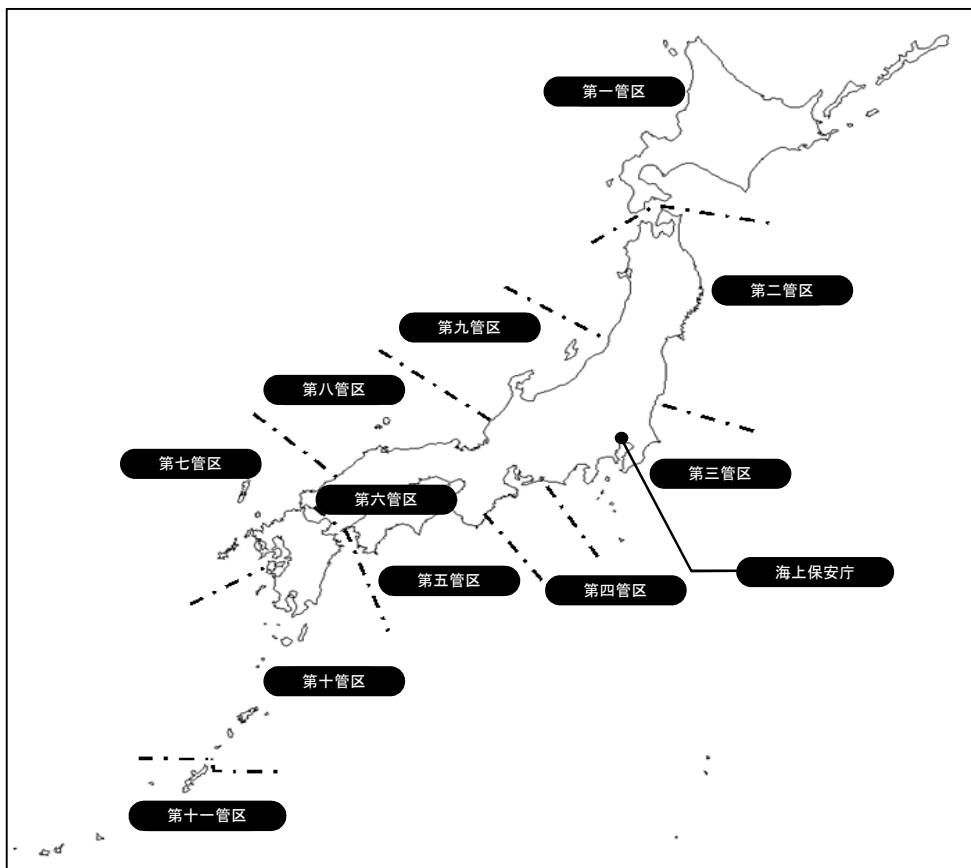 第一管区
第二管区
第九管区
第八管区
第七管区
第三管区
第六管区
第五管区
第四管区
海上保安庁
第十管区
第十一管区